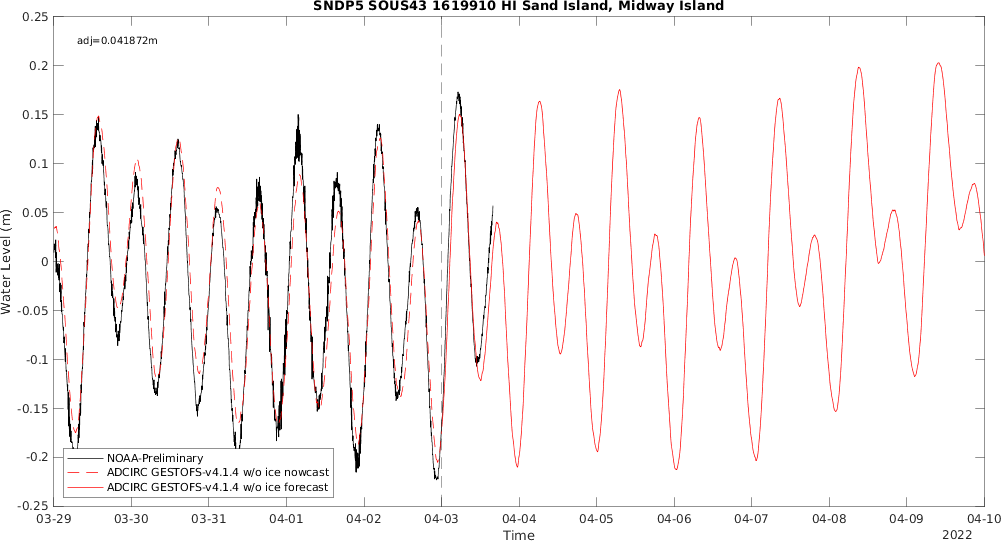 SNDP5 SOUS43 1619910 HI Sand Island, Midway Island
adj=0.041872m
0.25
0.2
0.15
0.1
0.05
0
-0.05
-0.1
-0.15
-0.2
-0.25
Water Level (m)
NOAA-Preliminary
ADCIRC GESTOFS-v4.1.4 w/o ice nowcast
ADCIRC GESTOFS-v4.1.4 w/o ice forecast
03-29 03-30 03-31 04-01 04-02 04-03 04-04 04-05 04-06 04-07 04-08 04-09 04-10
Time
2022